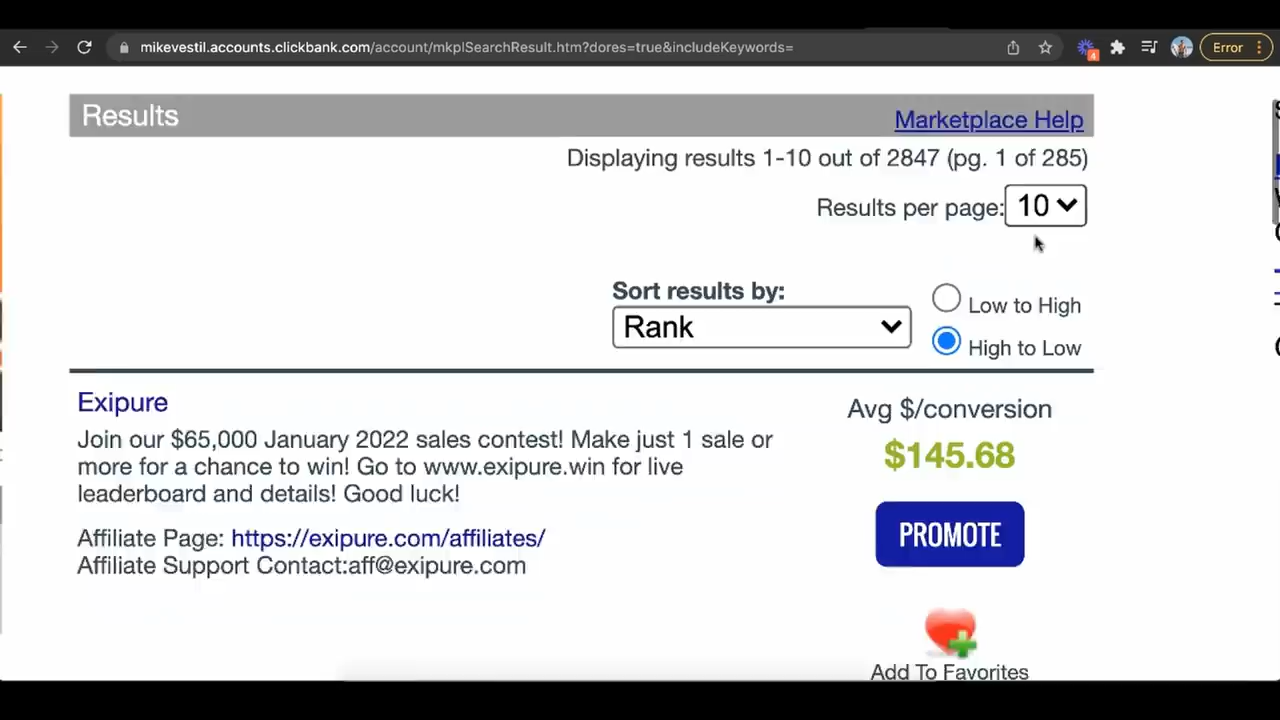 mikevestil.accounts.clickbank.com/account/mkplSearchResult.htm?dores=true&includeKeywords=
4
Error
Results
Marketplace Help
Displaying results 1-10 out of 2847 (pg. 1 of 285)
Results per page: 10
Sort results by:
Rank
Low to High
High to Low
Exipure
Join our $65,000 January 2022 sales contest! Make just 1 sale or
more for a chance to win! Go to www.exipure.win for live
leaderboard and details! Good luck!
Affiliate Page: https://exipure.com/affiliates/
Affiliate Support Contact:aff@exipure.com
Avg $/conversion
$145.68
PROMOTE
Add To Favorites